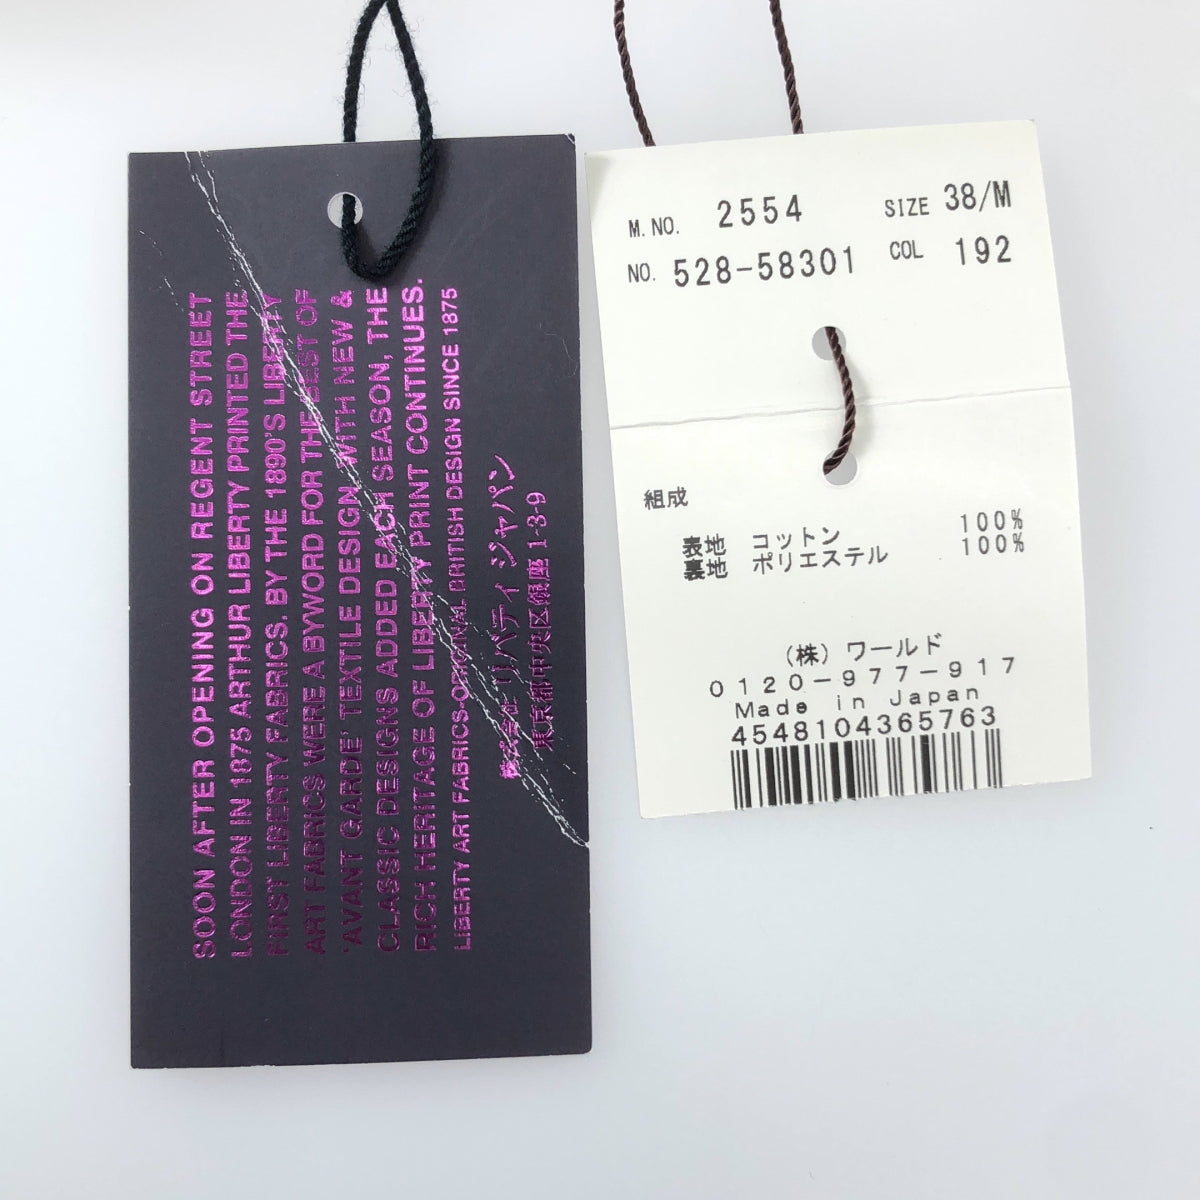 SOON AFTER OPENING ON REGENT STREET
LONDON IN 1875 ARTHUR LIBERTY PRINTED THE
FIRST LIBERTY FABRICS. BY THE 1890'S LIBERTY
ART FABRICS WERE A BYWORD FOR THE BEST OF
'AVANT GARDE' TEXTILE DESIGN. WITH NEW &
CLASSIC DESIGNS ADDED EACH SEASON, THE
RICH HERITAGE OF LIBERTY PRINT CONTINUES.
LIBERTY ART FABRICS-ORIGINAL BRITISH DESIGN SINCE 1875
株式会社 リバティ ジャパン
東京都中央区銀座 1-3-9
M.NO. 2554 SIZE 38/M
NO. 528-58301 COL 192
組成
表地 コットン 100%
裏地 ポリエステル 100%
(株) ワールド
0120-977-917
Made in Japan
4548104365763